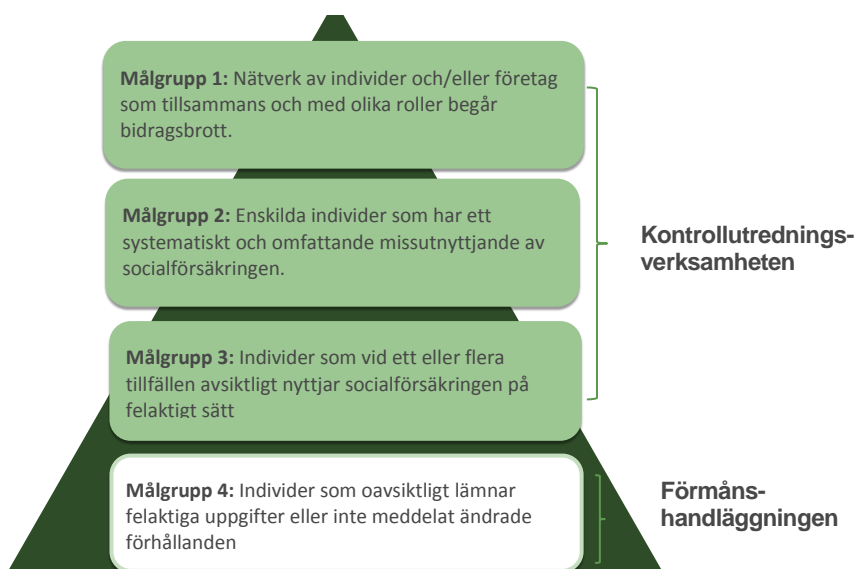 Målgrupp 1: Nätverk av individer och/eller företag
som tillsammans och med olika roller begår
bidragsbrott.
Målgrupp 2: Enskilda individer som har ett
systematiskt och omfattande missutnyttjande av
socialförsäkringen.
Kontrollutrednings-
verksamheten
Målgrupp 3: Individer som vid ett eller flera
tillfällen avsiktligt nyttjar socialförsäkringen på
felaktigt sätt
Målgrupp 4: Individer som oavsiktligt lämnar
felaktiga uppgifter eller inte meddelat ändrade
förhållanden
Förmåns-
handläggningen